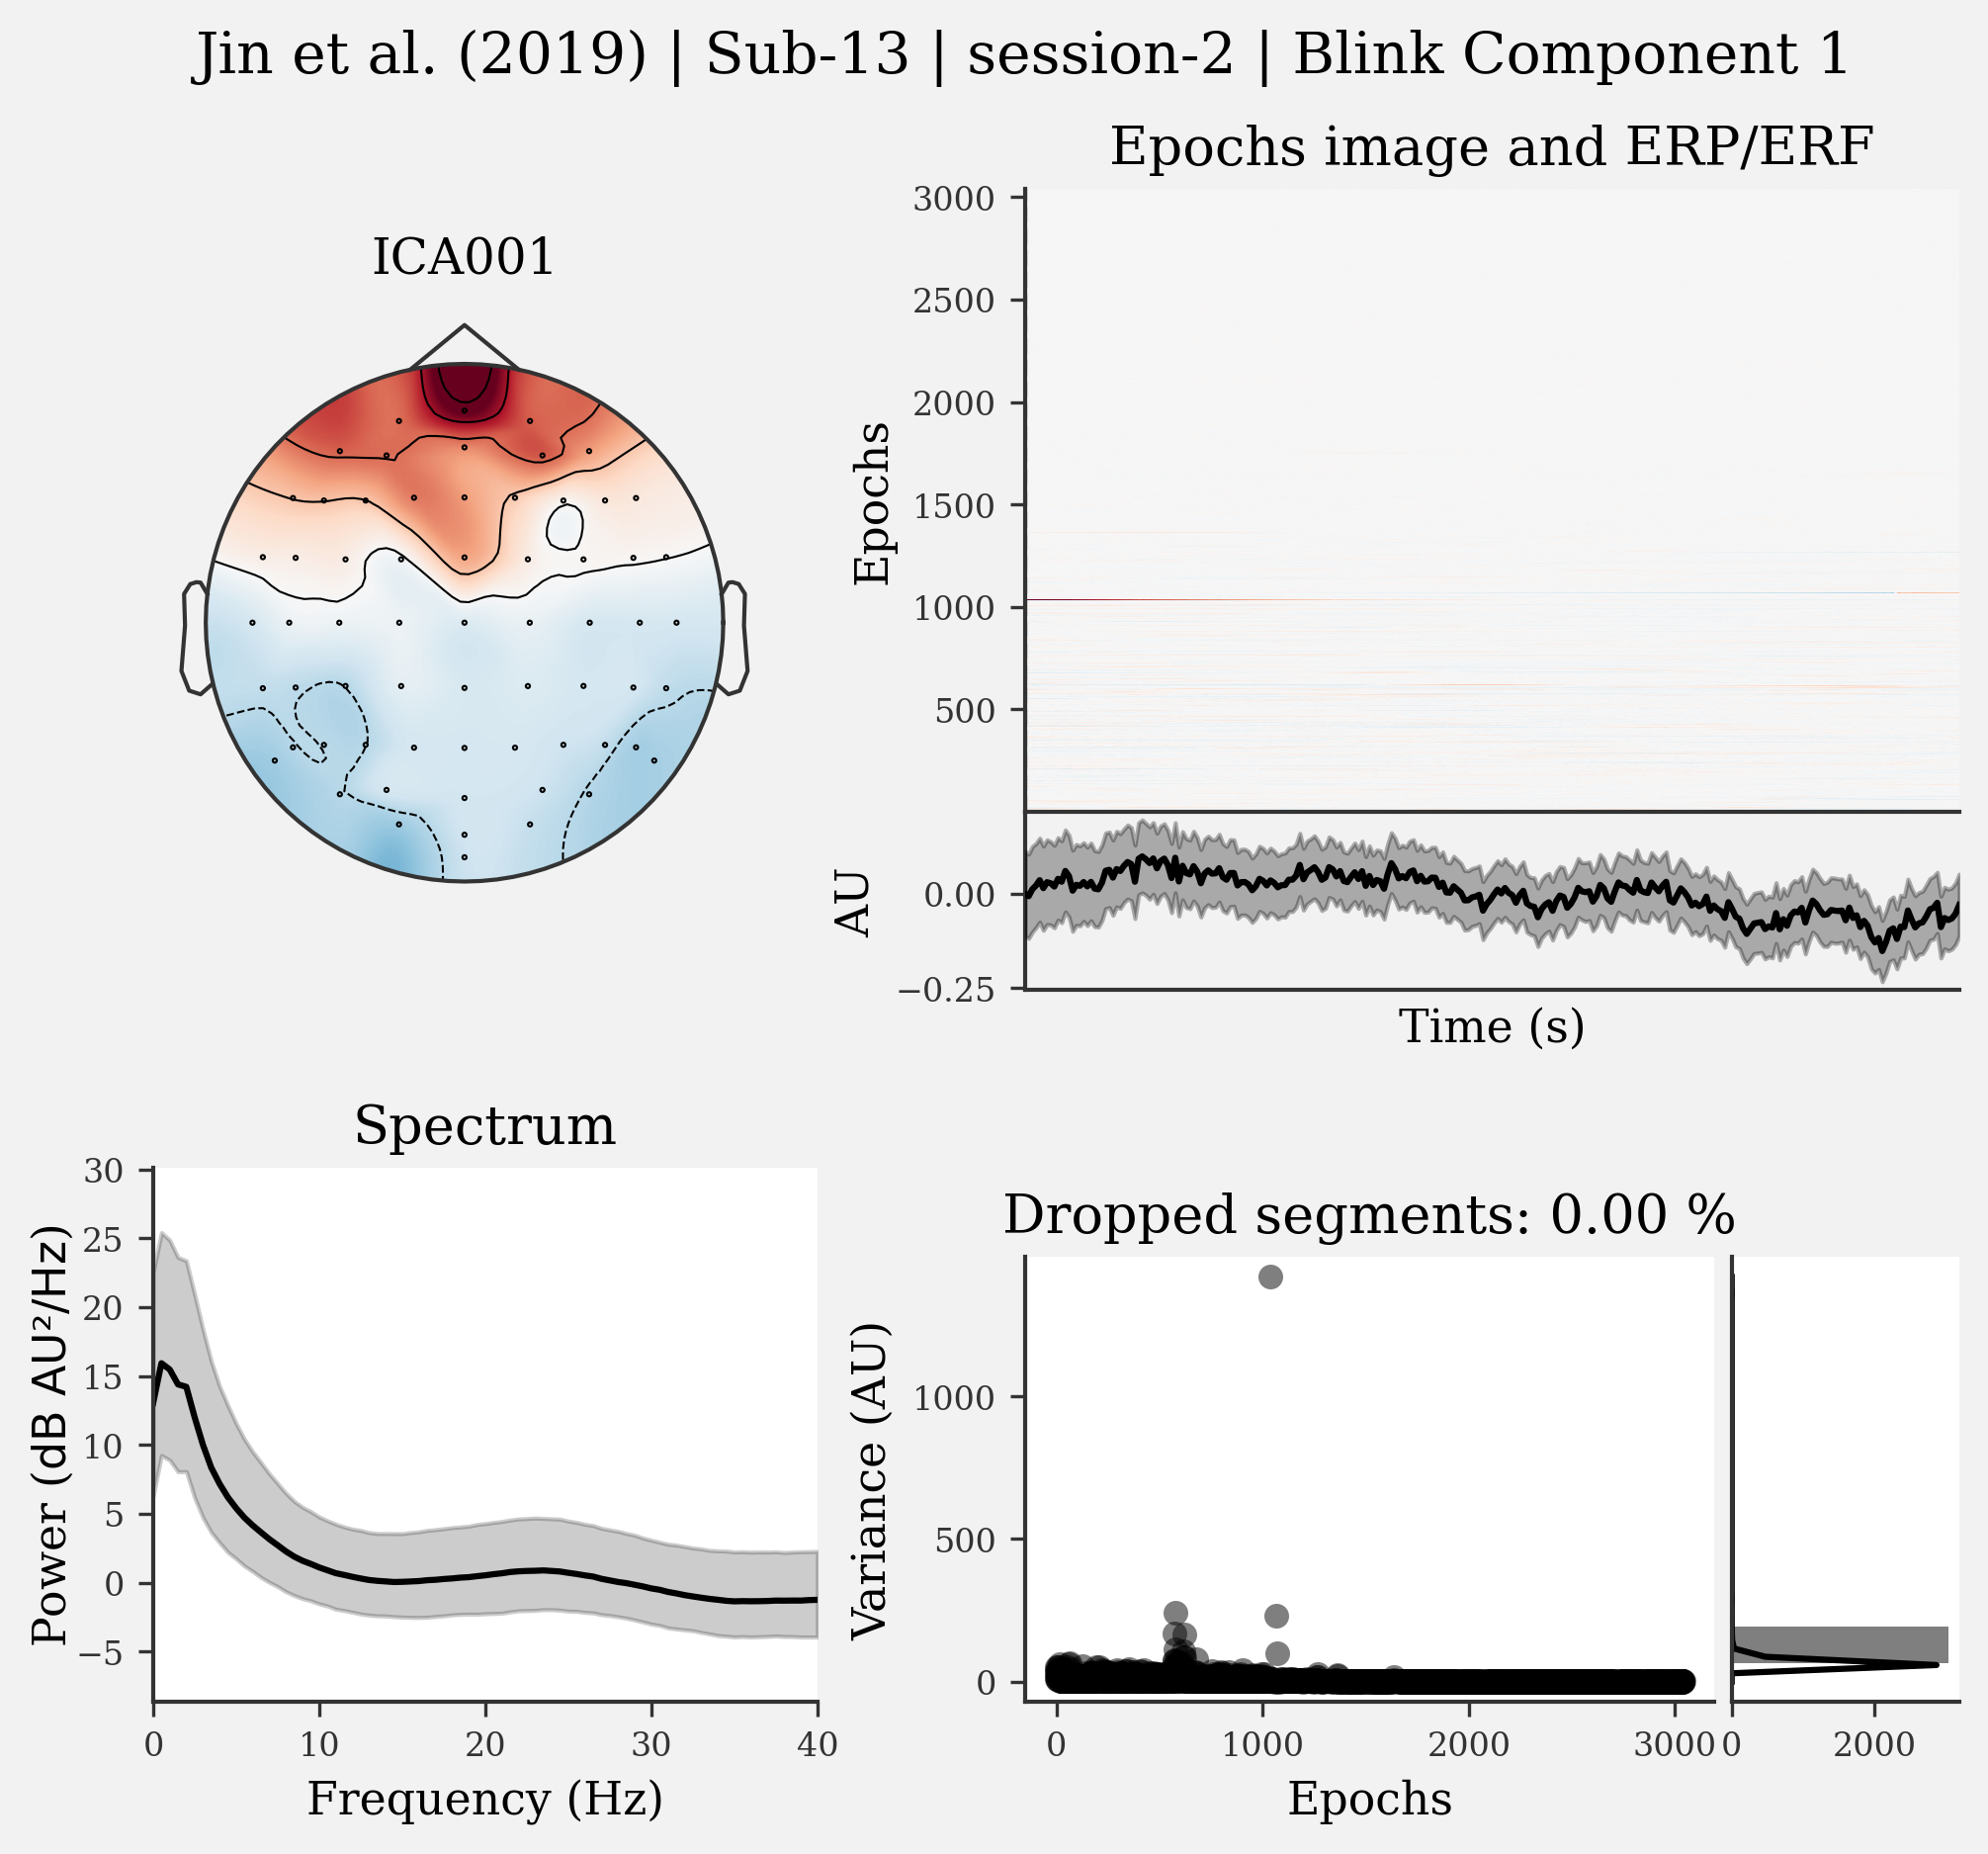 Jin et al. (2019) | Sub-13 | session-2 | Blink Component 1
ICA001
Epochs image and ERP/ERF
Epochs
3000
2500
2000
1500
1000
500
AU
0.00
−0.25
Time (s)
Spectrum
Power (dB AU²/Hz)
30
25
20
15
10
5
0
−5
0 10 20 30 40
Frequency (Hz)
Dropped segments: 0.00 %
Variance (AU)
1000
500
0
0 1000 2000 3000
Epochs
0 2000